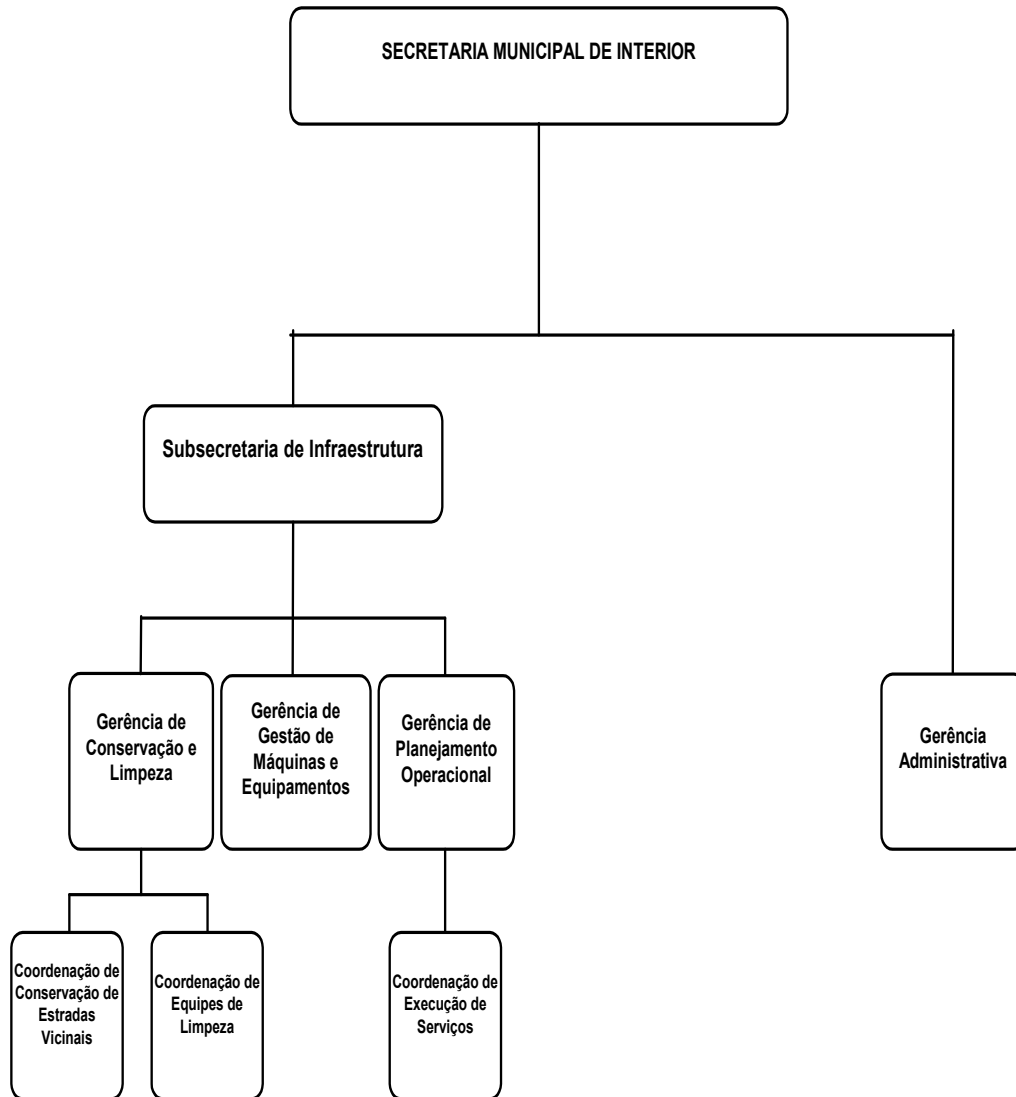 SECRETARIA MUNICIPAL DE INTERIOR
Subsecretaria de Infraestrutura
Gerência de
Conservação e
Limpeza
Gerência de
Gestão de
Máquinas e
Equipamentos
Gerência de
Planejamento
Operacional
Gerência
Administrativa
Coordenação de
Conservação de
Estradas
Vicinais
Coordenação de
Equipes de
Limpeza
Coordenação de
Execução de
Serviços